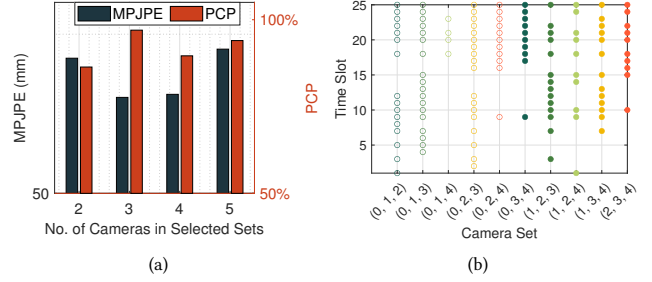 MPJPE PCP
100%
MPJPE (mm)
PCP
50
50%
2 3 4 5
No. of Cameras in Selected Sets
(a)
25
20
15
10
5
Time Slot
(0, 1, 2) (0, 1, 3) (0, 1, 4) (0, 2, 3) (0, 2, 4) (0, 3, 4) (1, 2, 3) (1, 2, 4) (1, 3, 4) (2, 3, 4)
Camera Set
(b)